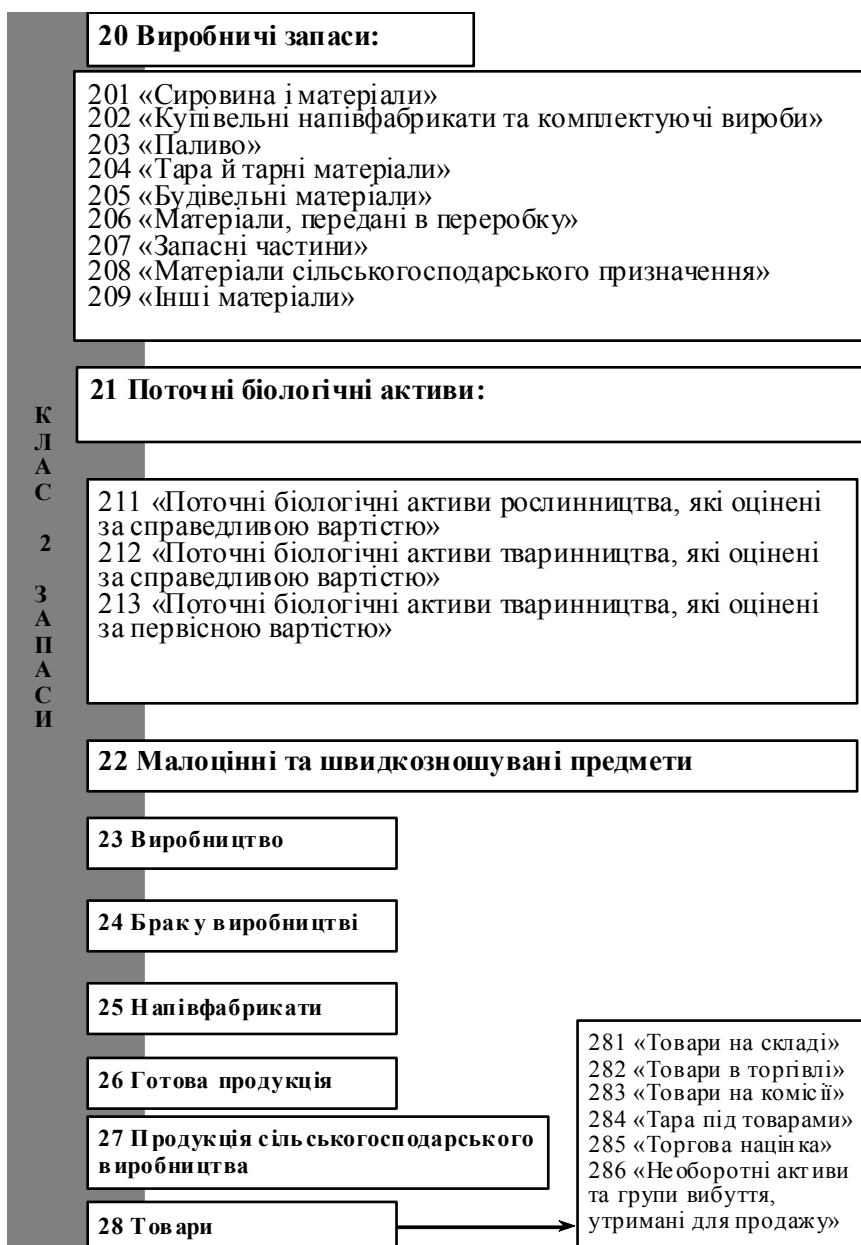 20 Виробничі запаси:
201 «Сировина і матеріали»
202 «Купівельні напівфабрикати та комплектуючі вироби»
203 «Паливо»
204 «Тара й тарні матеріали»
205 «Будівельні матеріали»
206 «Матеріали, передані в переробку»
207 «Запасні частини»
208 «Матеріали сільськогосподарського призначення»
209 «Інші матеріали»
21 Поточні біологічні активи:
211 «Поточні біологічні активи рослинництва, які оцінені
за справедливою вартістю»
212 «Поточні біологічні активи тваринництва, які оцінені
за справедливою вартістю»
213 «Поточні біологічні активи тваринництва, які оцінені
за первісною вартістю»
КЛАС 2 ЗАПАСИ
22 Малоцінні та швидкозношувані предмети
23 Виробництво
24 Брак у виробництві
25 Напівфабрикати
26 Готова продукція
27 Продукція сільськогосподарського
виробництва
28 Товари
281 «Товари на складі»
282 «Товари в торгівлі»
283 «Товари на комісії»
284 «Тара під товарами»
285 «Торгова націнка»
286 «Необоротні активи
та групи вибуття,
утримані для продажу»